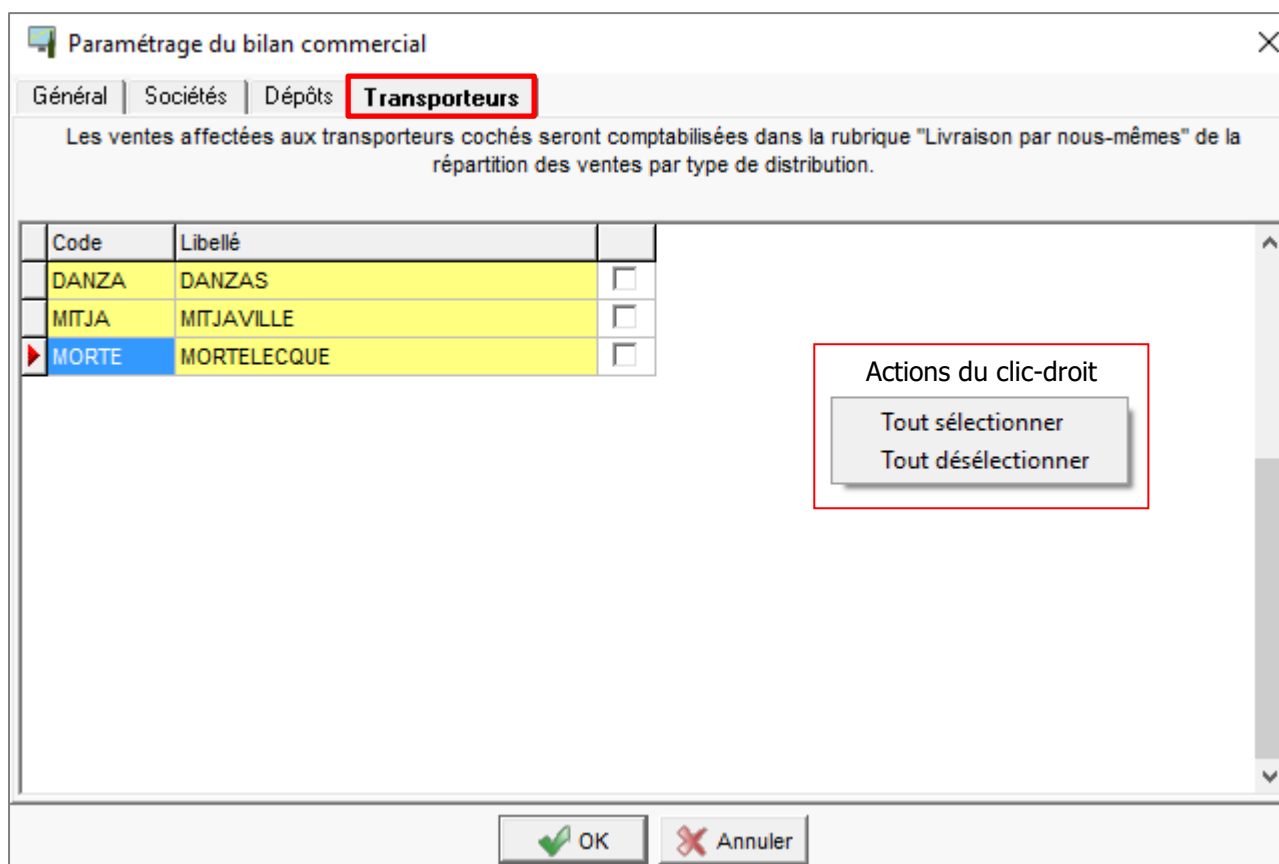 Paramétrage du bilan commercial
Général Sociétés Dépôts Transporteurs
Les ventes affectées aux transporteurs cochés seront comptabilisées dans la rubrique "Livraison par nous-mêmes" de la
répartition des ventes par type de distribution.
Code Libellé
DANZA DANZAS
MITJA MITJAVILLE
MORTE MORTELECQUE
Actions du clic-droit
Tout sélectionner
Tout désélectionner
OK Annuler